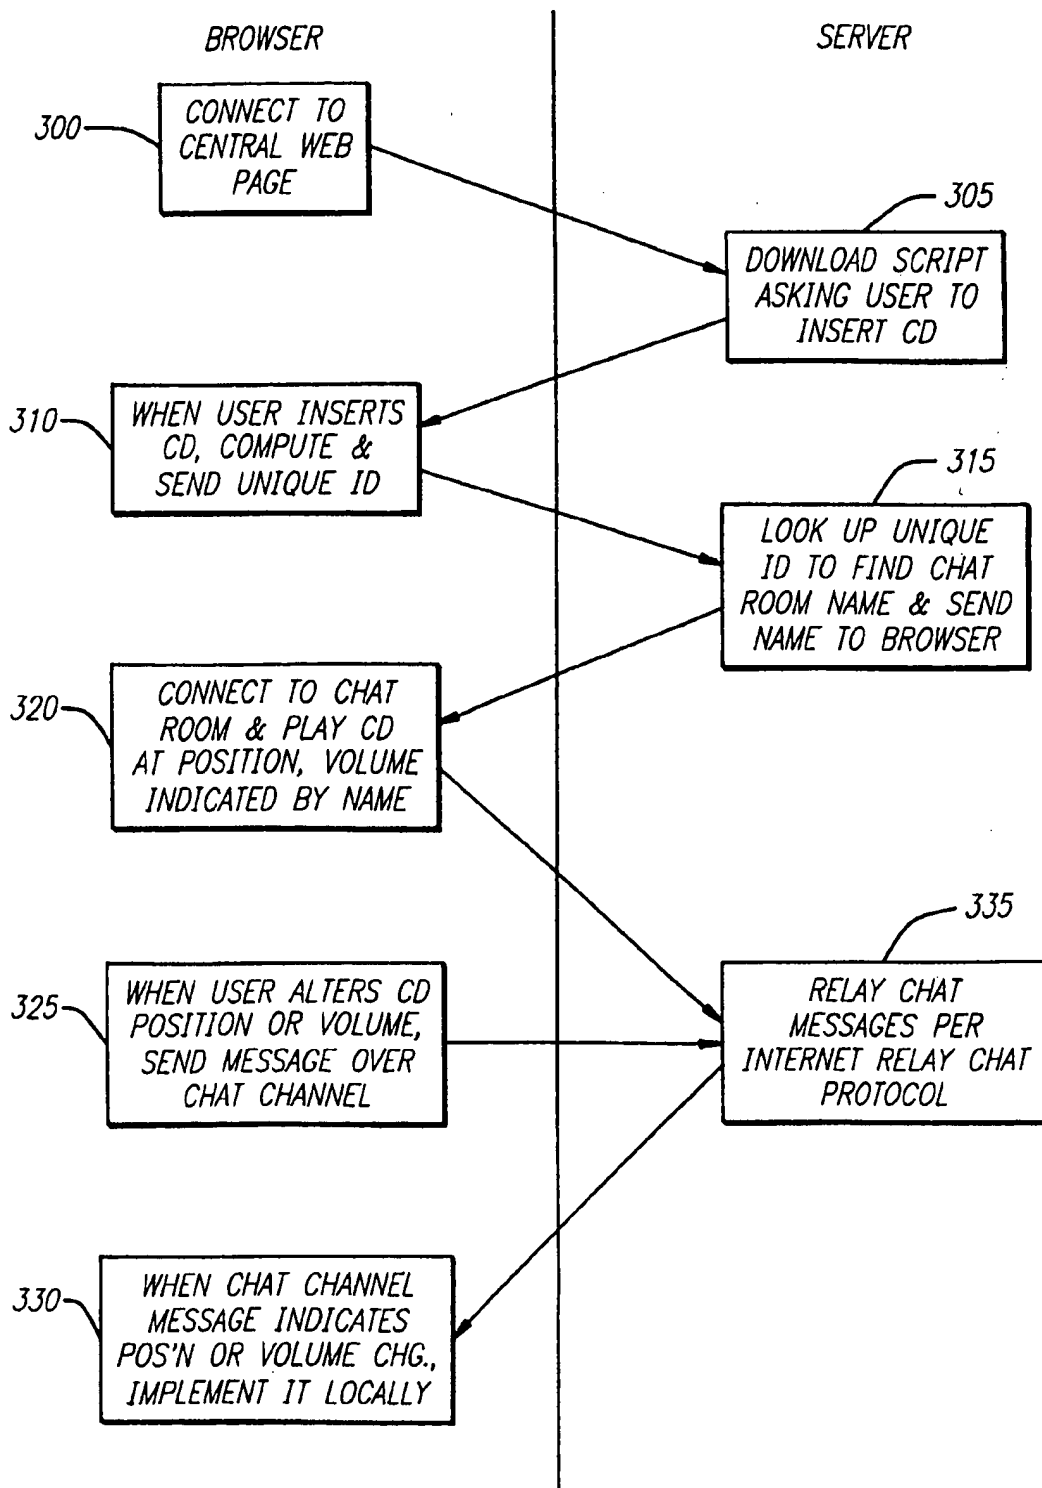 BROWSER
SERVER
300
CONNECT TO
CENTRAL WEB
PAGE
305
DOWNLOAD SCRIPT
ASKING USER TO
INSERT CD
310
WHEN USER INSERTS
CD, COMPUTE &
SEND UNIQUE ID
315
LOOK UP UNIQUE
ID TO FIND CHAT
ROOM NAME & SEND
NAME TO BROWSER
320
CONNECT TO CHAT
ROOM & PLAY CD
AT POSITION, VOLUME
INDICATED BY NAME
335
RELAY CHAT
MESSAGES PER
INTERNET RELAY CHAT
PROTOCOL
325
WHEN USER ALTERS CD
POSITION OR VOLUME,
SEND MESSAGE OVER
CHAT CHANNEL
330
WHEN CHAT CHANNEL
MESSAGE INDICATES
POS'N OR VOLUME CHG.,
IMPLEMENT IT LOCALLY